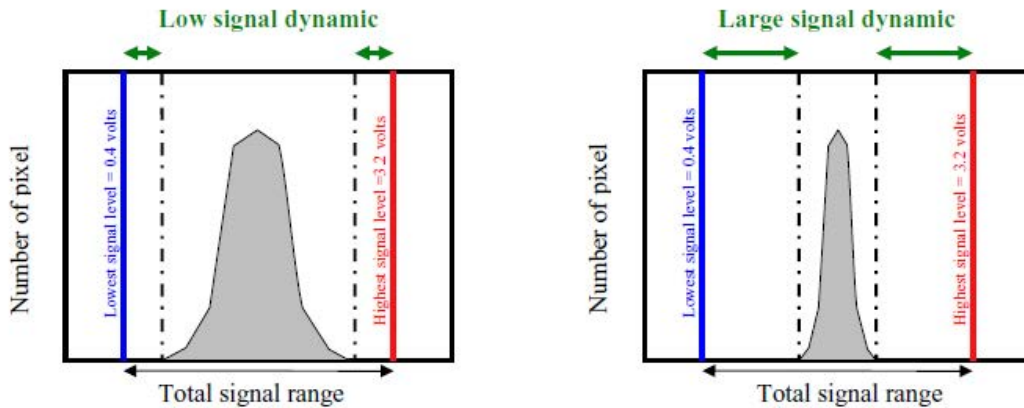 Low signal dynamic
Number of pixel
Lowest signal level = 0.4 volts
Highest signal level =3.2 volts
Total signal range
Large signal dynamic
Number of pixel
Lowest signal level = 0.4 volts
Highest signal level = 3.2 volts
Total signal range